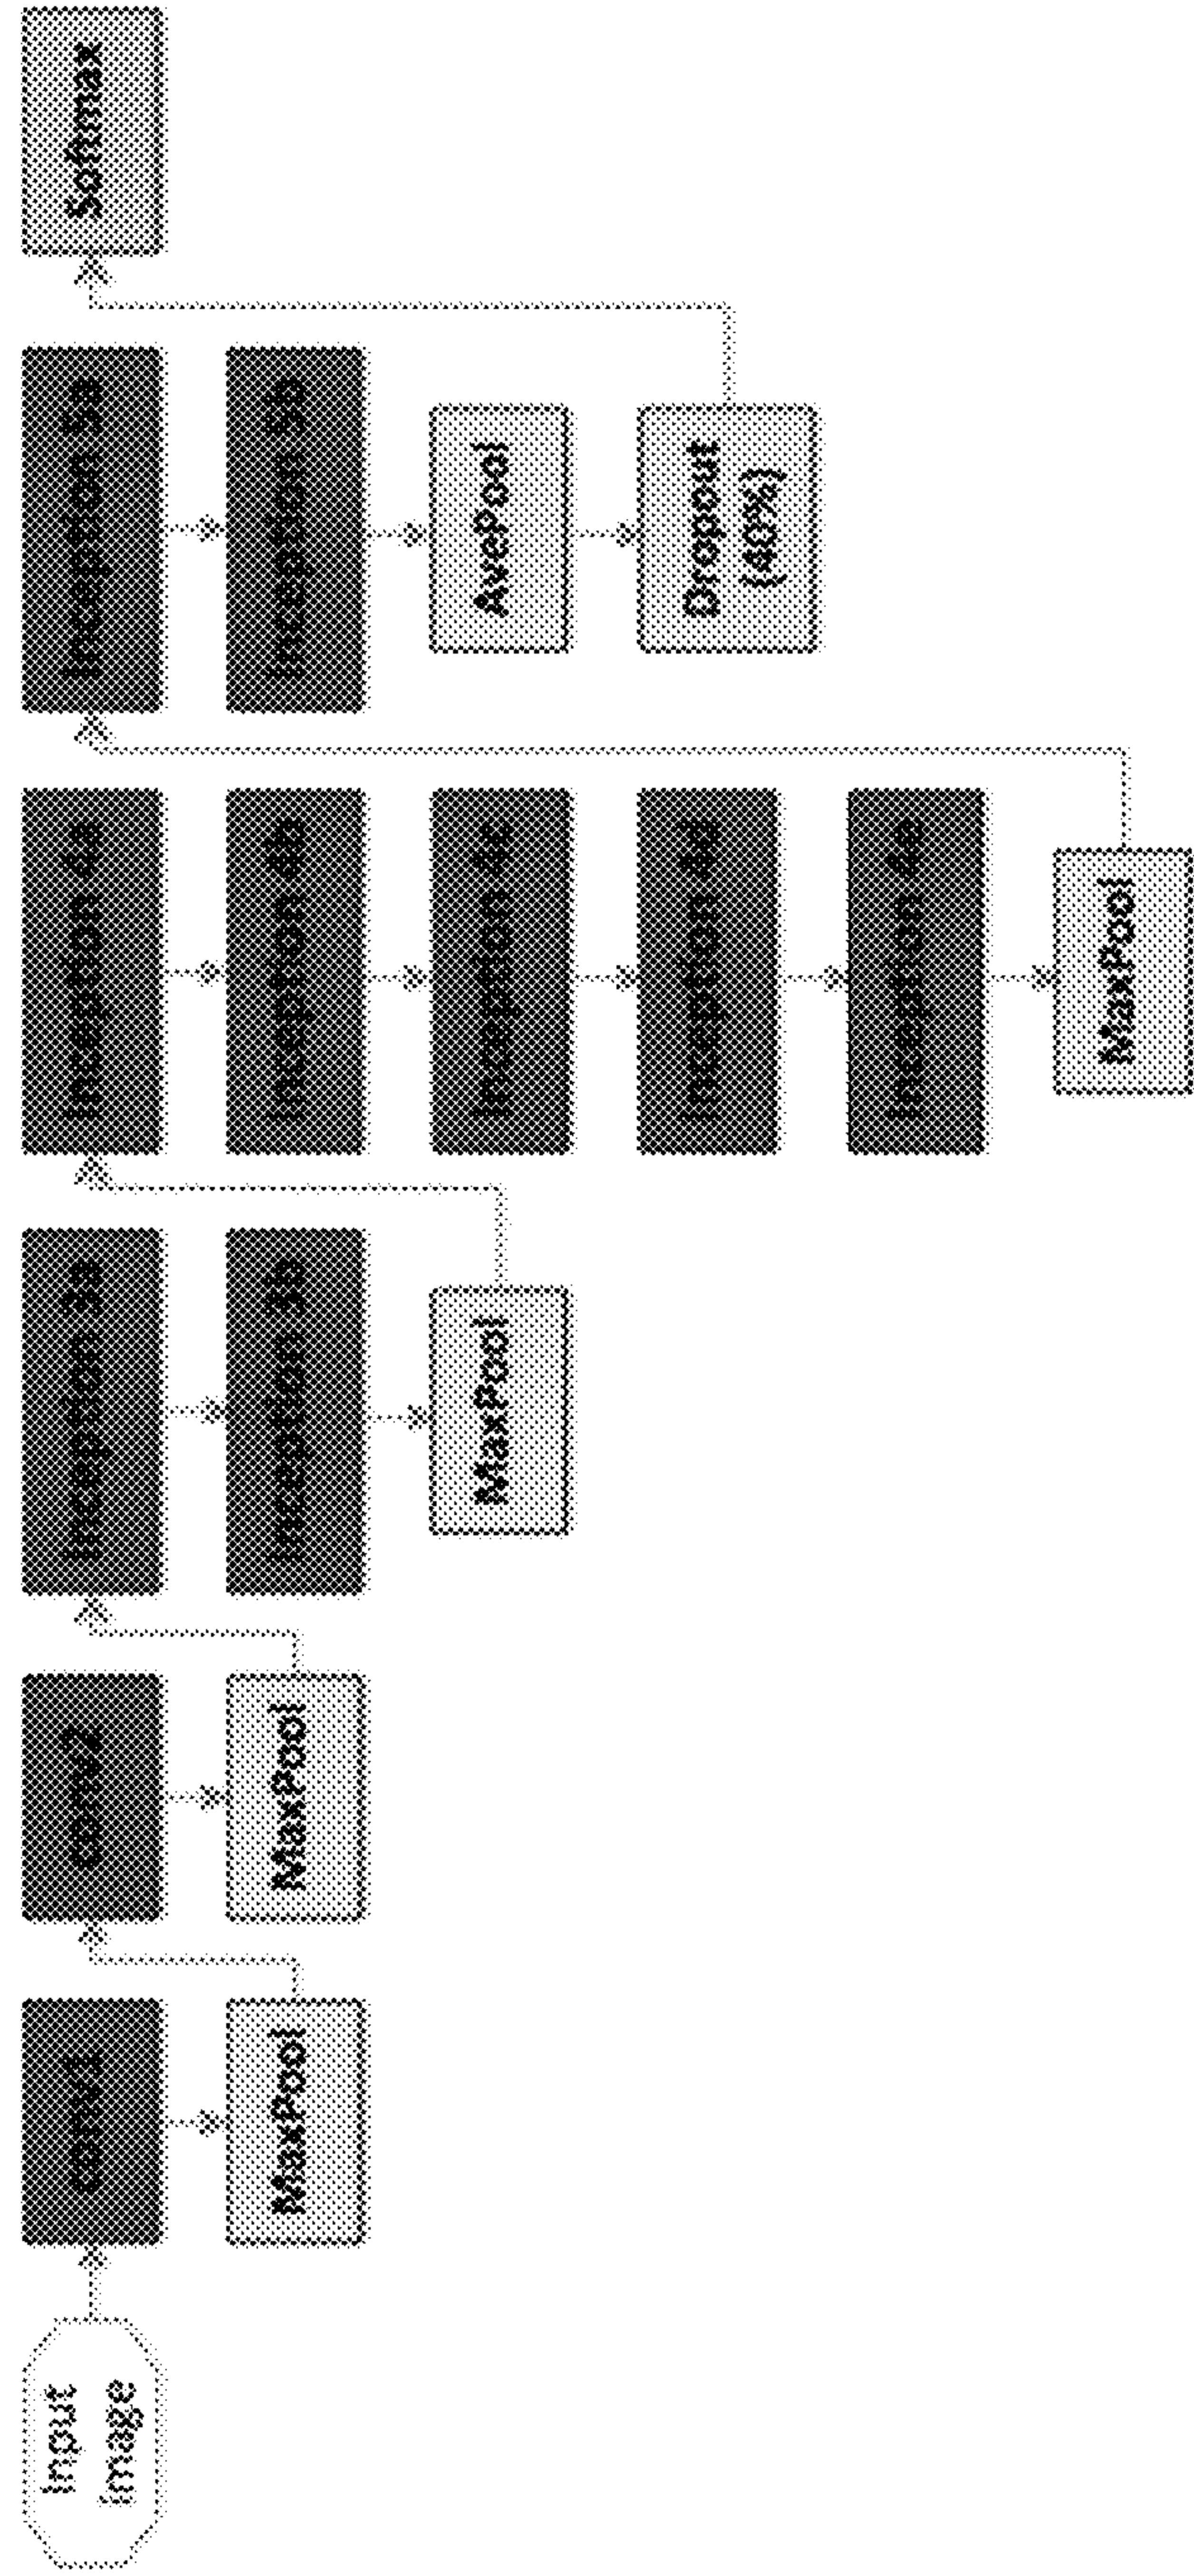 Input
Image
conv1
MaxPool
conv2
MaxPool
Inception 3a
Inception 3b
MaxPool
Inception 4a
Inception 4b
Inception 4c
Inception 4d
Inception 4e
MaxPool
Inception 5a
Inception 5b
AvePool
Dropout
(40%)
Softmax